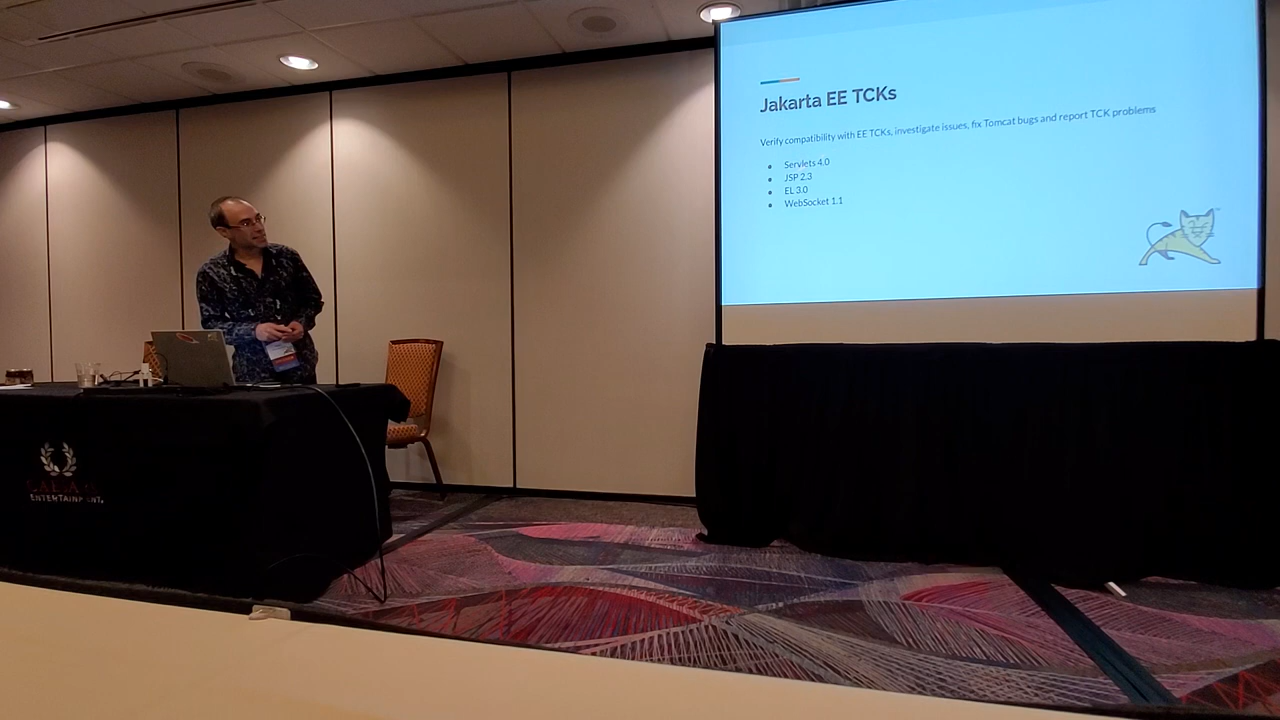 Jakarta EE TCKs
Verify compatibility with EE TCKs, investigate issues, fix Tomcat bugs and report TCK problems
Servlets 4.0
JSP 2.3
EL 3.0
WebSocket 1.1
ENTERTAINMENT